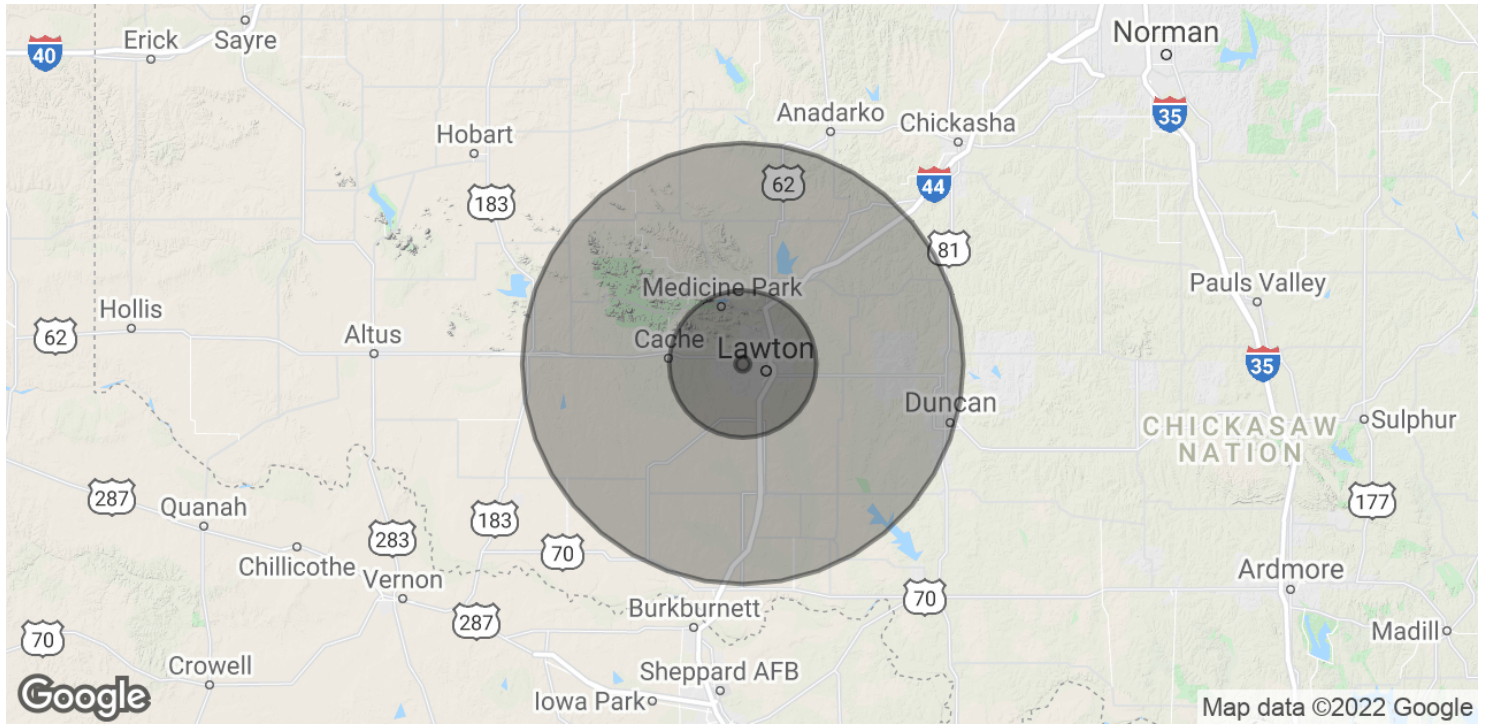 Erick
Sayre
Norman
40
35
Anadarko
Chickasha
Hobart
62
44
183
81
Medicine Park
Pauls Valley
Hollis
62
Altus
Cache
Lawton
35
Duncan
CHICKASAW
NATION
Sulphur
287
Quanah
183
283
177
70
Chillicothe
Vernon
Ardmore
287
Burkburnett
70
70
Madill
Crowell
Sheppard AFB
Iowa Park
Google
Map data ©2022 Google